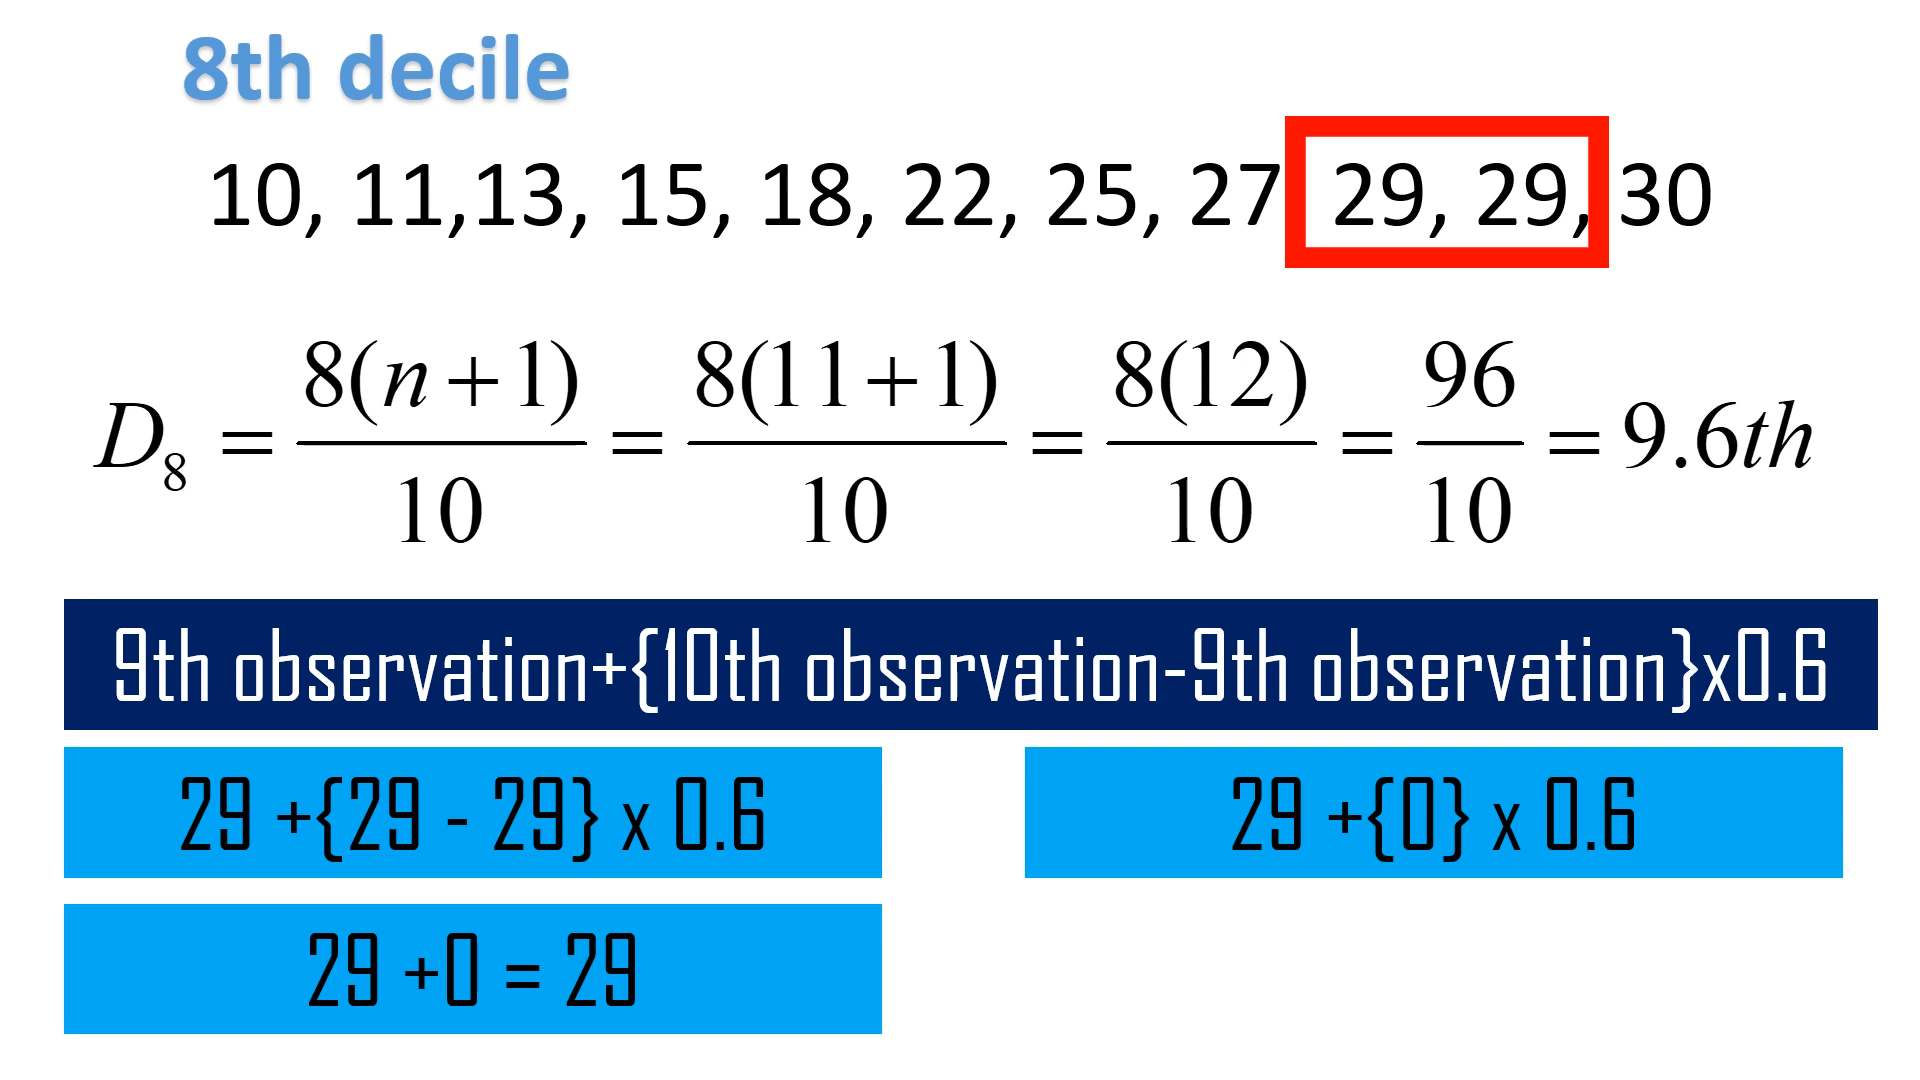 8th decile
10, 11,13, 15, 18, 22, 25, 27 29, 29, 30
D₈ = 8(n+1)/10 = 8(11+1)/10 = 8(12)/10 = 96/10 = 9.6th
9th observation+{10th observation-9th observation}x0.6
29 +{29 - 29} x 0.6
29 +{0} x 0.6
29 +0 = 29